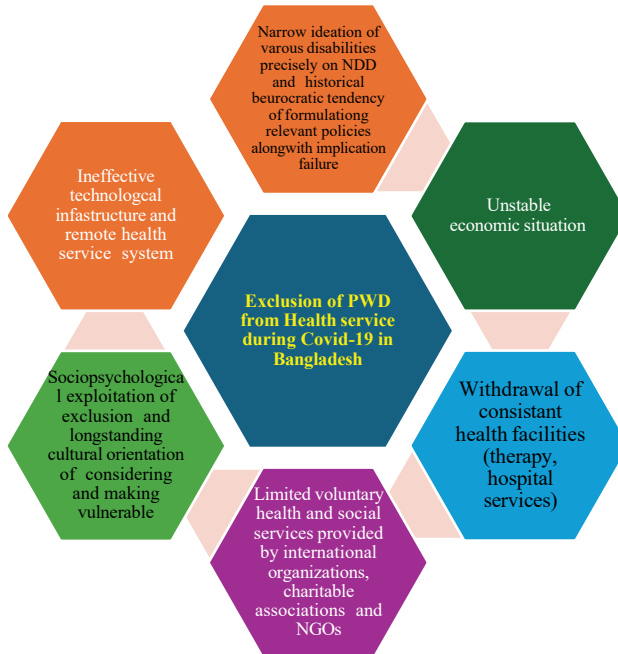 Narrow ideation of
varous disabilities
precisely on NDD
and historical
beurocratic tendency
of formulationg
relevant policies
alongwith implication
failure
Ineffective
technologcal
infastructure and
remote health
service system
Unstable
economic situation
Exclusion of PWD
from Health service
during Covid-19 in
Bangladesh
Sociopsychologica
l exploitation of
exclusion and
longstanding
cultural orientation
of considering
and making
vulnerable
Withdrawal of
consistant
health facilities
(therapy,
hospital
services)
Limited voluntary
health and social
services provided
by international
organizations,
charitable
associations and
NGOs